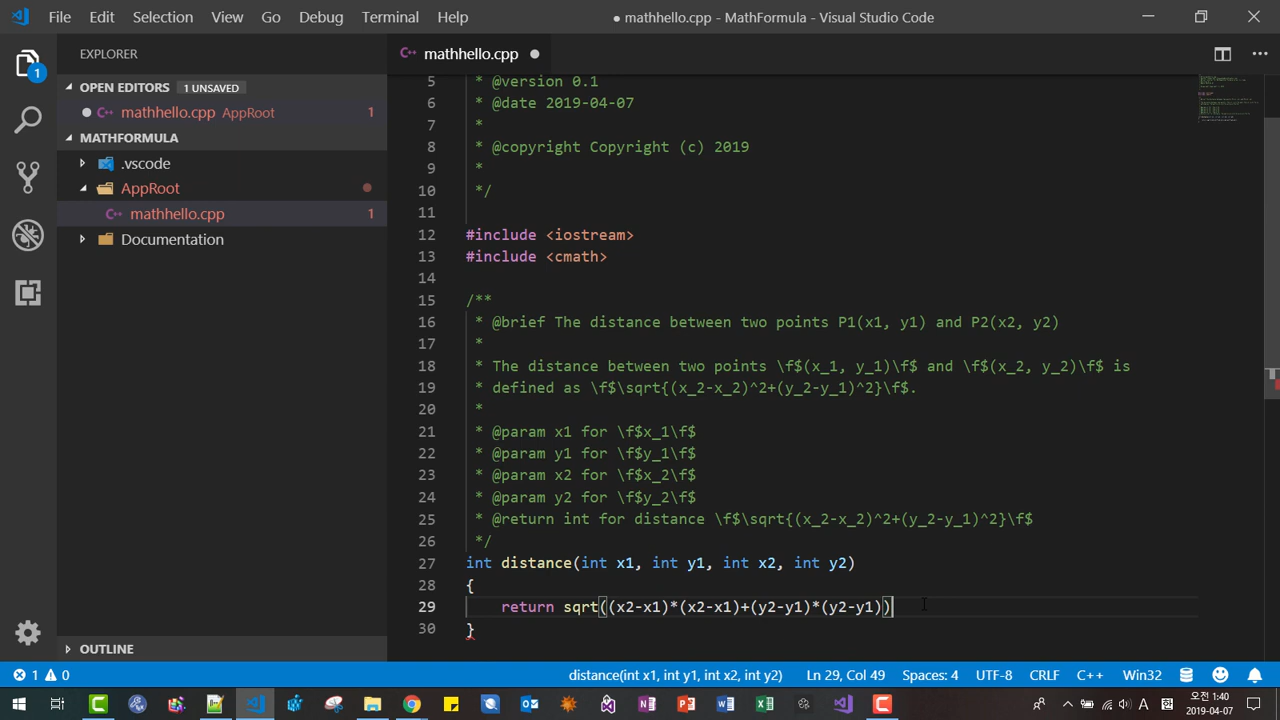 File Edit Selection View Go Debug Terminal Help
● mathhello.cpp - MathFormula - Visual Studio Code
EXPLORER
1
OPEN EDITORS 1 UNSAVED
mathhello.cpp AppRoot 1
MATHFORMULA
.vscode
AppRoot
mathhello.cpp 1
Documentation
OUTLINE
mathhello.cpp
5 * @version 0.1
6 * @date 2019-04-07
7 *
8 * @copyright Copyright (c) 2019
9 *
10 */
11
12 #include <iostream>
13 #include <cmath>
14
15 /**
16 * @brief The distance between two points P1(x1, y1) and P2(x2, y2)
17 *
18 * The distance between two points \f$(x_1, y_1)\f$ and \f$(x_2, y_2)\f$ is
19 * defined as \f$\sqrt{(x_2-x_2)^2+(y_2-y_1)^2}\f$.
20 *
21 * @param x1 for \f$x_1\f$
22 * @param y1 for \f$y_1\f$
23 * @param x2 for \f$x_2\f$
24 * @param y2 for \f$y_2\f$
25 * @return int for distance \f$\sqrt{(x_2-x_2)^2+(y_2-y_1)^2}\f$
26 */
27 int distance(int x1, int y1, int x2, int y2)
28 {
29 return sqrt((x2-x1)*(x2-x1)+(y2-y1)*(y2-y1))
30 }
1 0 distance(int x1, int y1, int x2, int y2) Ln 29, Col 49 Spaces: 4 UTF-8 CRLF C++ Win32
A 오전 1:40
2019-04-07